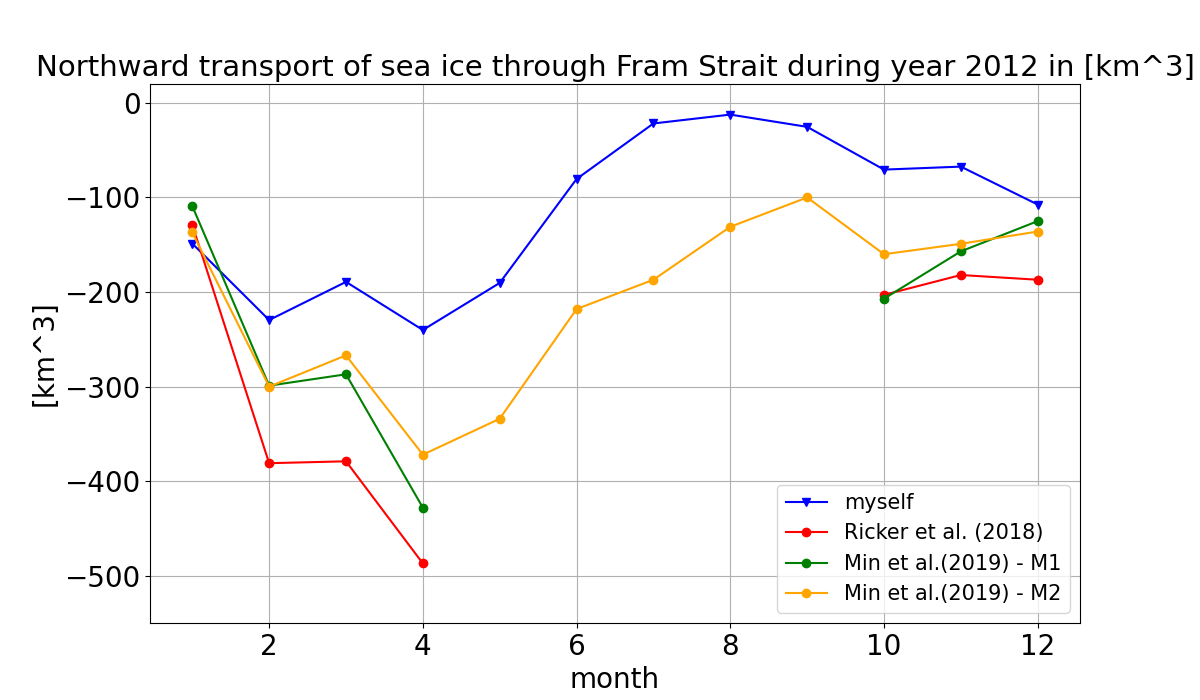 Northward transport of sea ice through Fram Strait during year 2012 in [km^3]
0
−100
−200
−300
−400
−500
[km^3]
2 4 6 8 10 12
month
myself
Ricker et al. (2018)
Min et al.(2019) - M1
Min et al.(2019) - M2